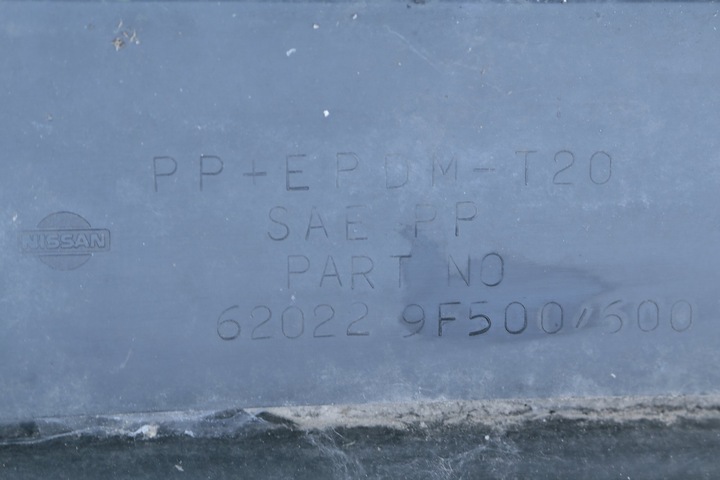 PP+EPDM-T20
SAE PP
NISSAN
PART NO
62022 9F500/600